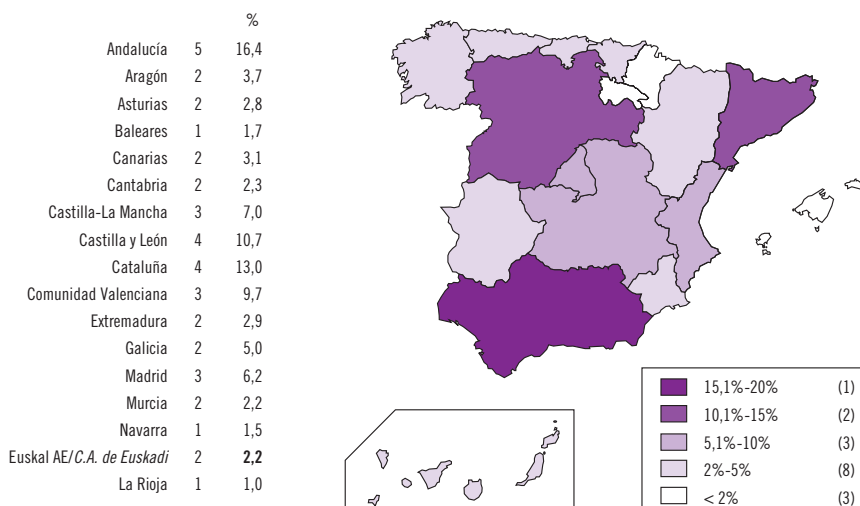 %
Andalucía 5 16,4
Aragón 2 3,7
Asturias 2 2,8
Baleares 1 1,7
Canarias 2 3,1
Cantabria 2 2,3
Castilla-La Mancha 3 7,0
Castilla y León 4 10,7
Cataluña 4 13,0
Comunidad Valenciana 3 9,7
Extremadura 2 2,9
Galicia 2 5,0
Madrid 3 6,2
Murcia 2 2,2
Navarra 1 1,5
Euskal AE/C.A. de Euskadi 2 2,2
La Rioja 1 1,0
15,1%-20% (1)
10,1%-15% (2)
5,1%-10% (3)
2%-5% (8)
< 2% (3)